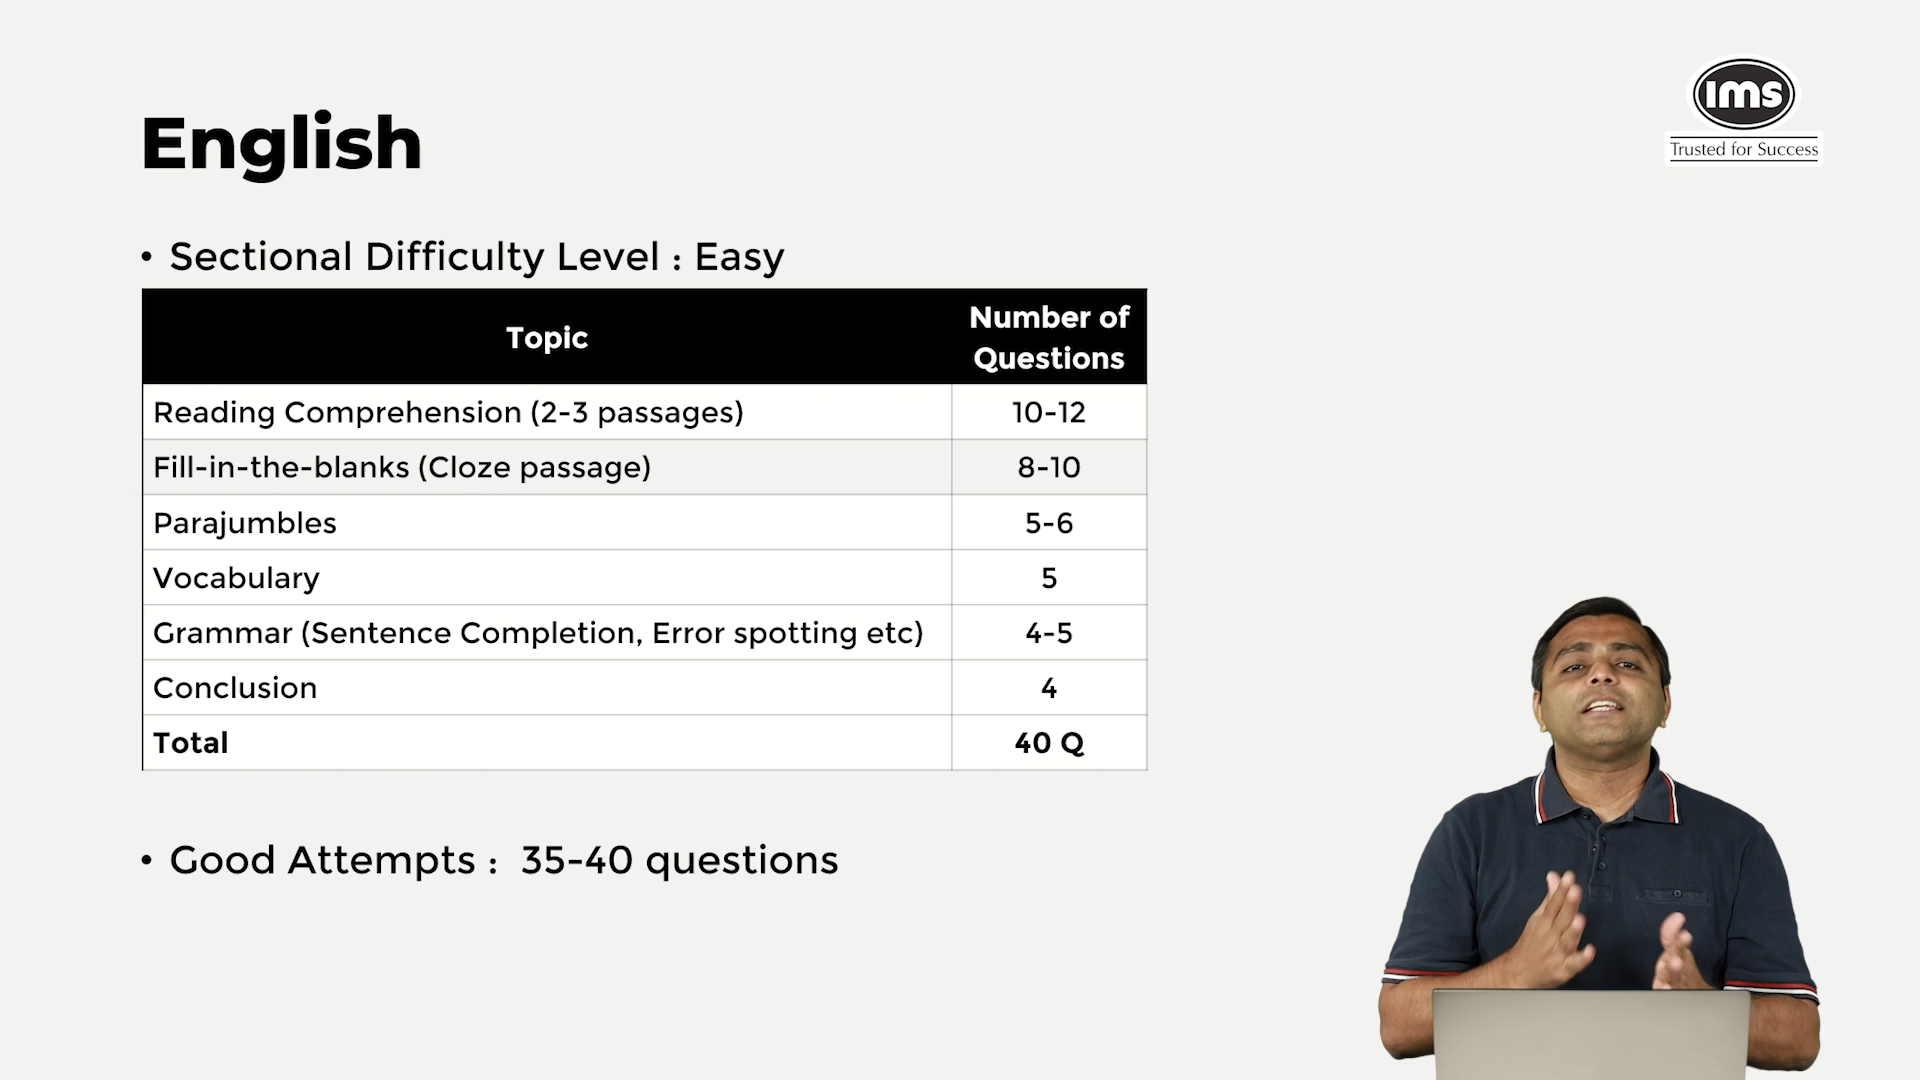 ims
Trusted for Success
English
• Sectional Difficulty Level : Easy
Topic
Number of
Questions
Reading Comprehension (2-3 passages) 10-12
Fill-in-the-blanks (Cloze passage) 8-10
Parajumbles 5-6
Vocabulary 5
Grammar (Sentence Completion, Error spotting etc) 4-5
Conclusion 4
Total 40 Q
• Good Attempts : 35-40 questions